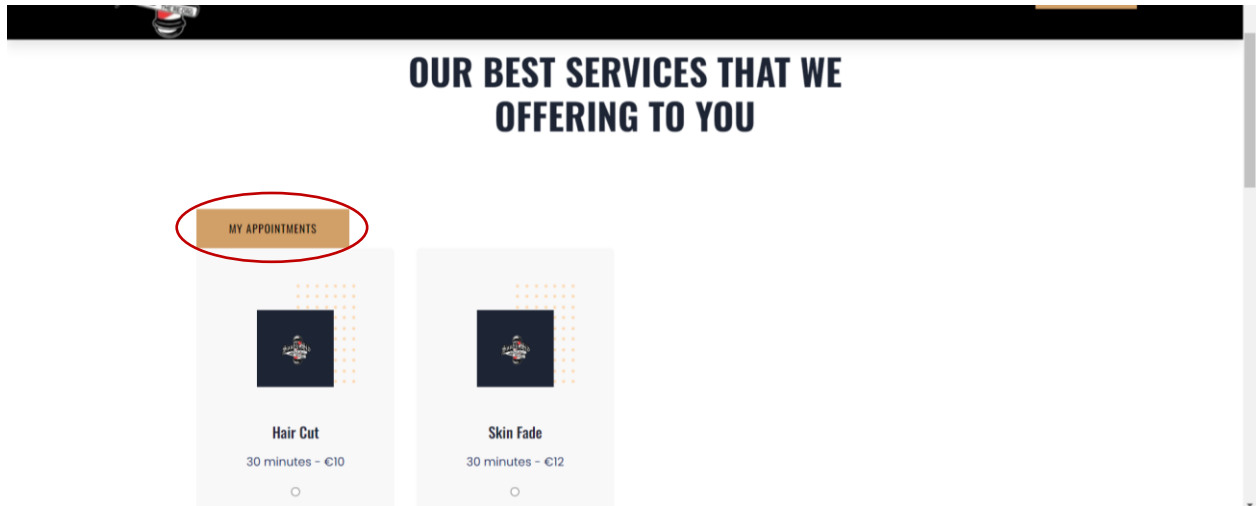 OUR BEST SERVICES THAT WE
OFFERING TO YOU
MY APPOINTMENTS
Hair Cut
30 minutes - €10
Skin Fade
30 minutes - €12